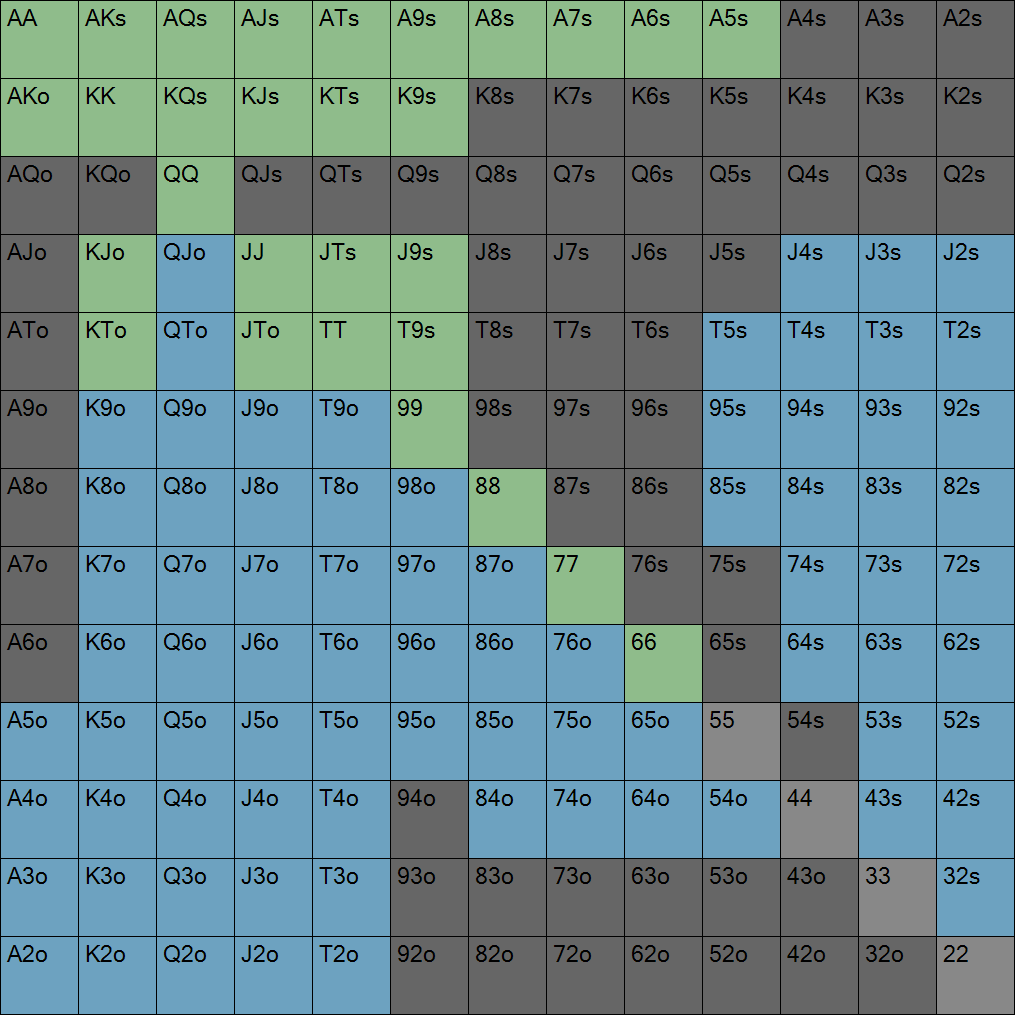 AA AKs AQs AJs ATs A9s A8s A7s A6s A5s A4s A3s A2s
AKo KK KQs KJs KTs K9s K8s K7s K6s K5s K4s K3s K2s
AQo KQo QQ QJs QTs Q9s Q8s Q7s Q6s Q5s Q4s Q3s Q2s
AJo KJo QJo JJ JTs J9s J8s J7s J6s J5s J4s J3s J2s
ATo KTo QTo JTo TT T9s T8s T7s T6s T5s T4s T3s T2s
A9o K9o Q9o J9o T9o 99 98s 97s 96s 95s 94s 93s 92s
A8o K8o Q8o J8o T8o 98o 88 87s 86s 85s 84s 83s 82s
A7o K7o Q7o J7o T7o 97o 87o 77 76s 75s 74s 73s 72s
A6o K6o Q6o J6o T6o 96o 86o 76o 66 65s 64s 63s 62s
A5o K5o Q5o J5o T5o 95o 85o 75o 65o 55 54s 53s 52s
A4o K4o Q4o J4o T4o 94o 84o 74o 64o 54o 44 43s 42s
A3o K3o Q3o J3o T3o 93o 83o 73o 63o 53o 43o 33 32s
A2o K2o Q2o J2o T2o 92o 82o 72o 62o 52o 42o 32o 22